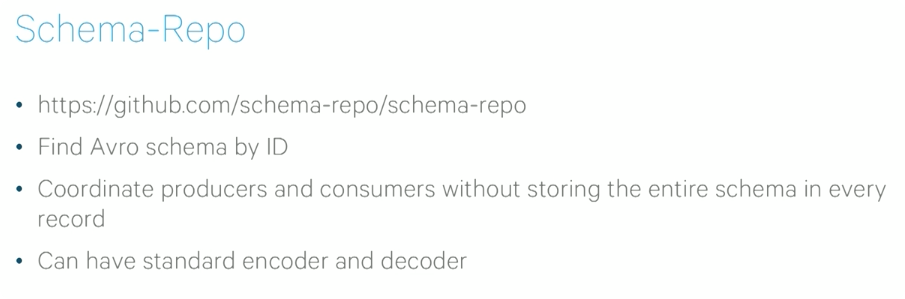 Schema-Repo
• https://github.com/schema-repo/schema-repo
• Find Avro schema by ID
• Coordinate producers and consumers without storing the entire schema in every
record
• Can have standard encoder and decoder